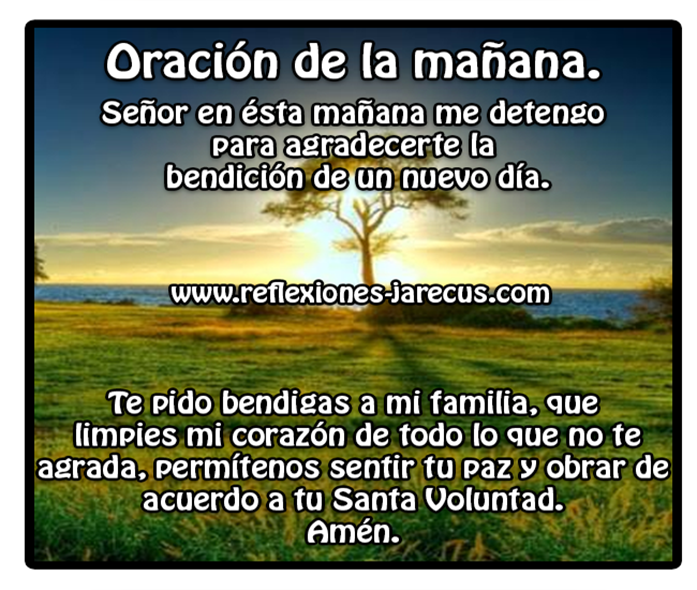 Oración de la mañana.
Señor en ésta mañana me detengo
para agradecerte la
bendición de un nuevo día.
www.reflexiones-jarecus.com
Te pido bendigas a mi familia, que
limpies mi corazón de todo lo que no te
agrada, permítenos sentir tu paz y obrar de
acuerdo a tu Santa Voluntad.
Amén.